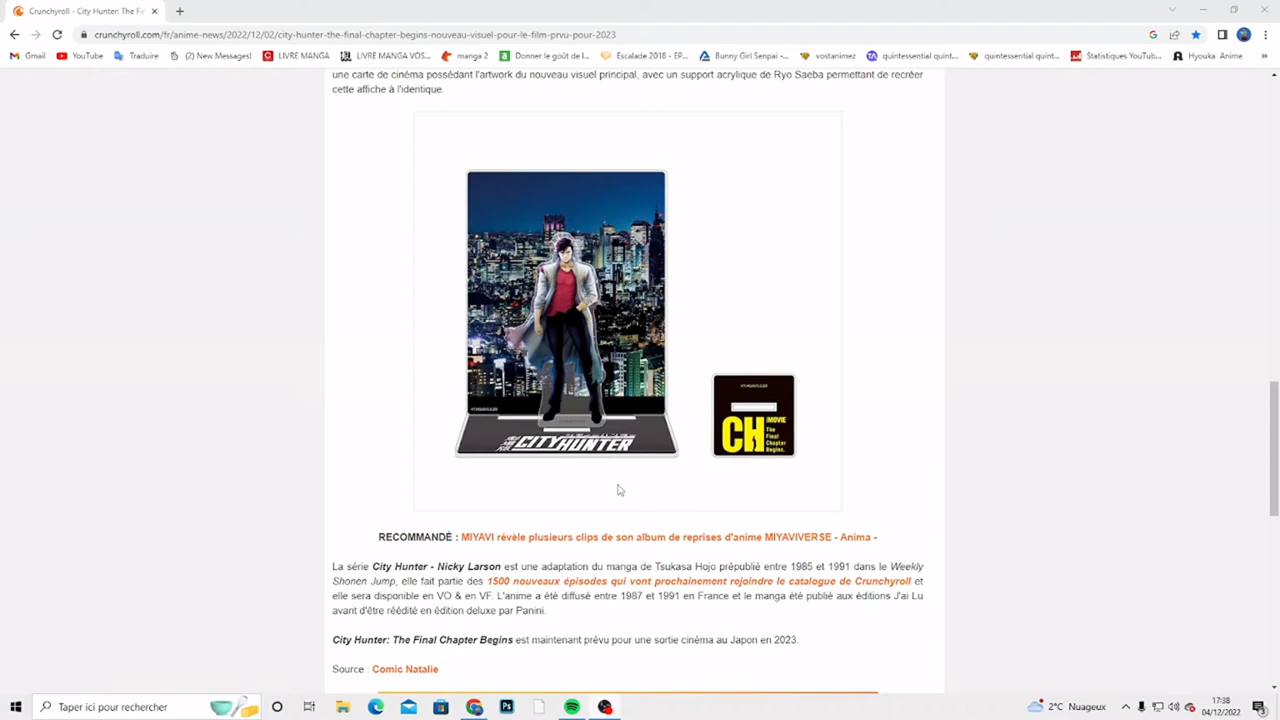 Crunchyroll - City Hunter: The Fi
crunchyroll.com/fr/anime-news/2022/12/02/city-hunter-the-final-chapter-begins-nouveau-visuel-pour-le-film-prvu-pour-2023
Gmail YouTube Traduire (2) New Messages! LIVRE MANGA LIVRE MANGA VOS... manga 2 Donner le goût de l... Escalade 2018 - EP... Bunny Girl Senpai -... vostanimez quintessential quint... quintessential quint... Statistiques YouTub... Hyouka Anime
une carte de cinéma possédant l'artwork du nouveau visuel principal, avec un support acrylique de Ryo Saeba permettant de recréer
cette affiche à l'identique.
CITYHUNTER
CH MOVIE
The
Final
Chapter
Begins.
RECOMMANDÉ : MIYAVI révèle plusieurs clips de son album de reprises d'anime MIYAVIVERSE - Anima -
La série City Hunter - Nicky Larson est une adaptation du manga de Tsukasa Hojo prépublié entre 1985 et 1991 dans le Weekly
Shonen Jump, elle fait partie des 1500 nouveaux épisodes qui vont prochainement rejoindre le catalogue de Crunchyroll et
elle sera disponible en VO & en VF. L'anime a été diffusé entre 1987 et 1991 en France et le manga été publié aux éditions J'ai Lu
avant d'être réédité en édition deluxe par Panini.
City Hunter: The Final Chapter Begins est maintenant prévu pour une sortie cinéma au Japon en 2023.
Source : Comic Natalie
Taper ici pour rechercher
2°C Nuageux
17:38
04/12/2022